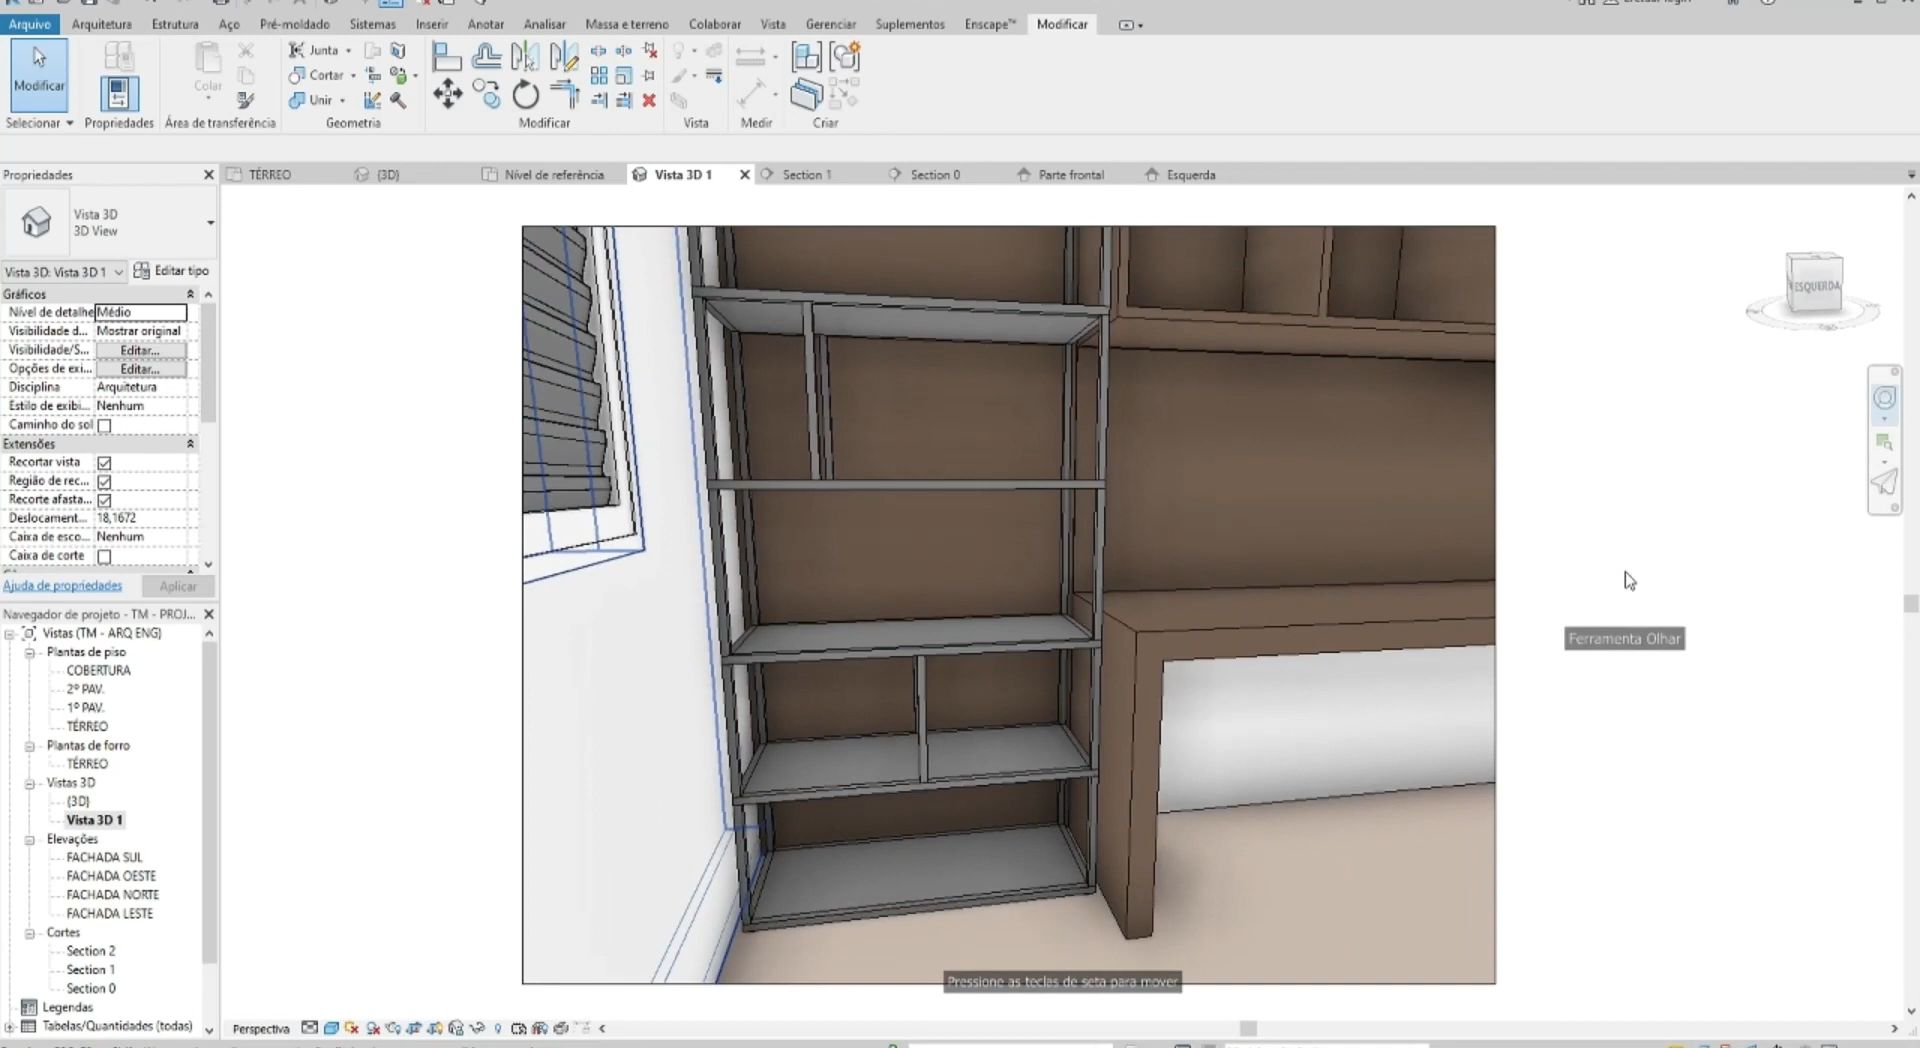 Arquivo Arquitetura Estrutura Aço Pré-moldado Sistemas Inserir Anotar Analisar Massa e terreno Colaborar Vista Gerenciar Suplementos Enscape™ Modificar
Modificar
Colar
Junta
Cortar
Unir
Selecionar Propriedades Área de transferência Geometria Modificar Vista Medir Criar
Propriedades
TÉRREO {3D} Nível de referência Vista 3D 1 Section 1 Section 0 Parte frontal Esquerda
Vista 3D
3D View
Vista 3D: Vista 3D 1 Editar tipo
Gráficos
Nível de detalhe Médio
Visibilidade d... Mostrar original
Visibilidade/S... Editar...
Opções de exi... Editar...
Disciplina Arquitetura
Estilo de exibi... Nenhum
Caminho do sol
Extensões
Recortar vista
Região de rec...
Recorte afasta...
Deslocament... 18,1672
Caixa de esco... Nenhum
Caixa de corte
Ajuda de propriedades Aplicar
Navegador de projeto - TM - PROJ...
Vistas (TM - ARQ ENG)
Plantas de piso
COBERTURA
2º PAV.
1º PAV.
TÉRREO
Plantas de forro
TÉRREO
Vistas 3D
{3D}
Vista 3D 1
Elevações
FACHADA SUL
FACHADA OESTE
FACHADA NORTE
FACHADA LESTE
Cortes
Section 2
Section 1
Section 0
Legendas
Tabelas/Quantidades (todas)
ESQUERDA
Ferramenta Olhar
Pressione as teclas de seta para mover
Perspectiva